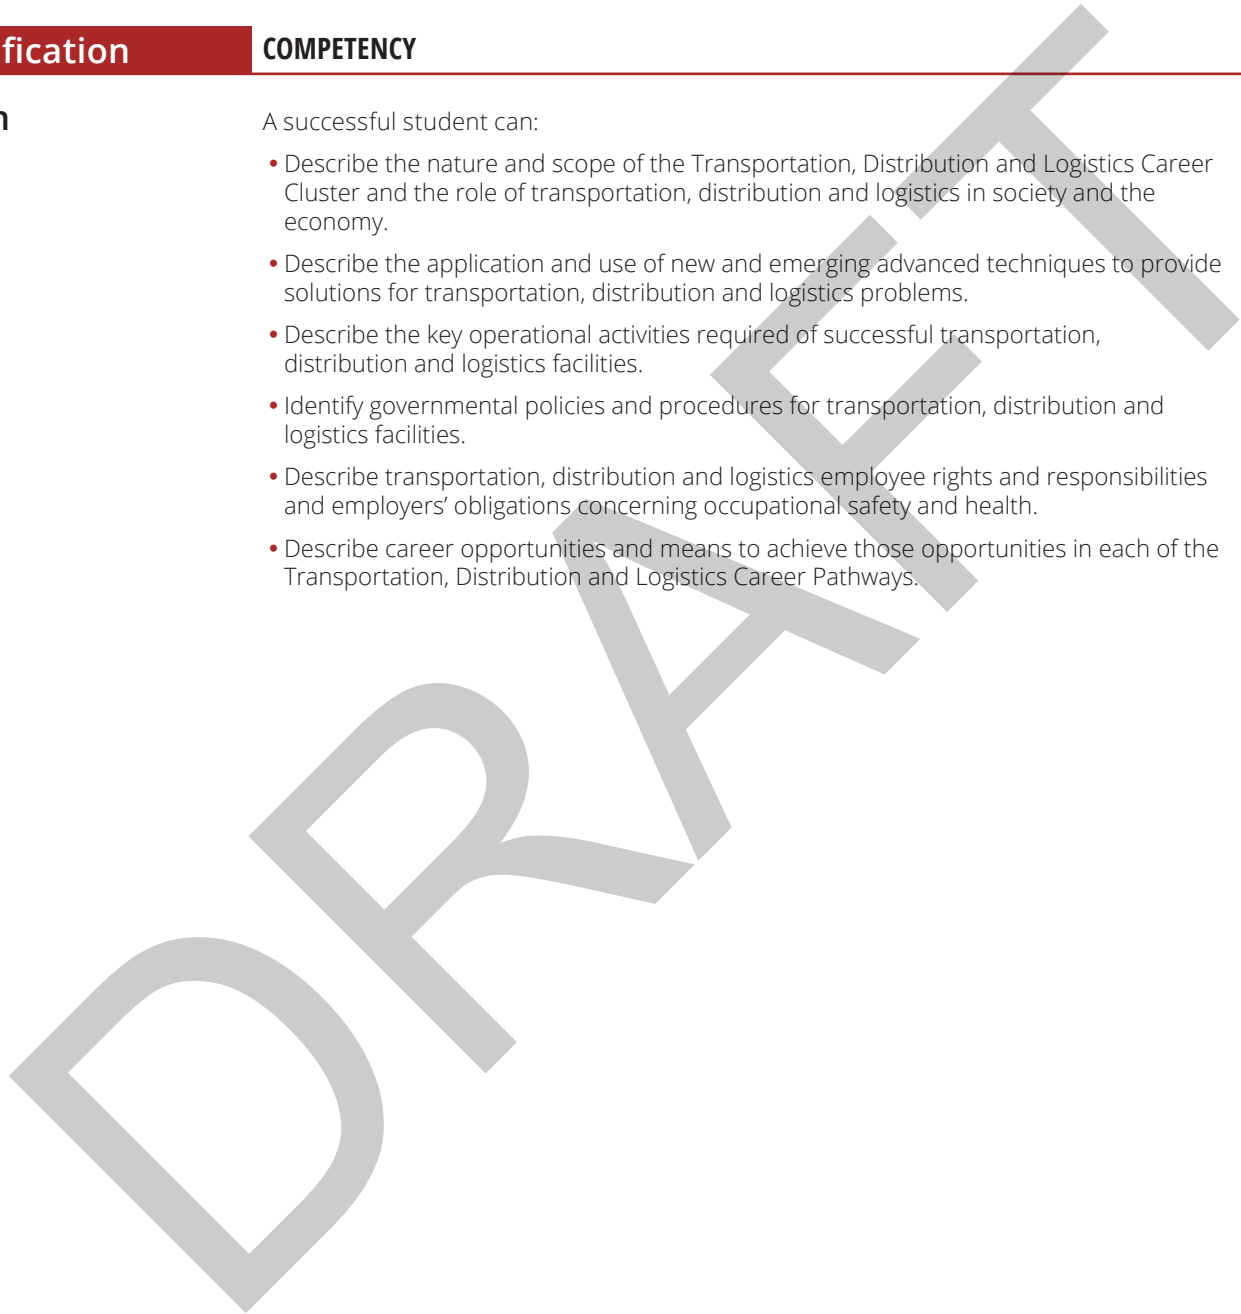 fication
COMPETENCY
n
A successful student can:
• Describe the nature and scope of the Transportation, Distribution and Logistics Career
Cluster and the role of transportation, distribution and logistics in society and the
economy.
• Describe the application and use of new and emerging advanced techniques to provide
solutions for transportation, distribution and logistics problems.
• Describe the key operational activities required of successful transportation,
distribution and logistics facilities.
• Identify governmental policies and procedures for transportation, distribution and
logistics facilities.
• Describe transportation, distribution and logistics employee rights and responsibilities
and employers’ obligations concerning occupational safety and health.
• Describe career opportunities and means to achieve those opportunities in each of the
Transportation, Distribution and Logistics Career Pathways.
DRAFT